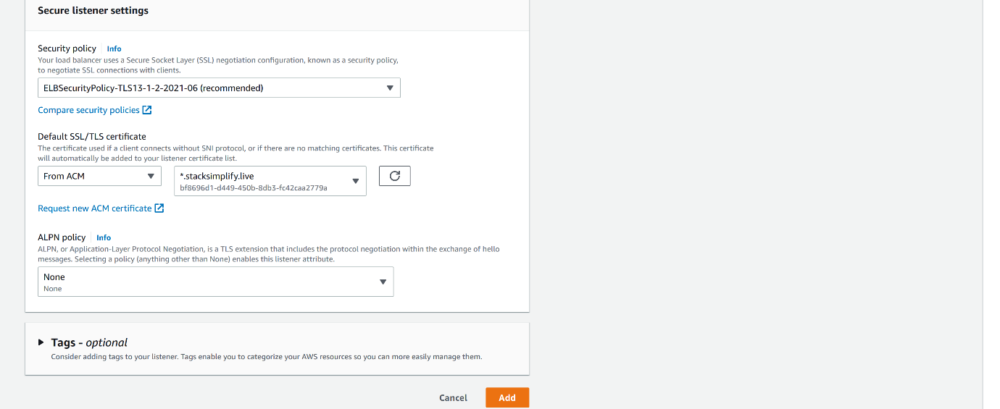 Secure listener settings
Security policy Info
Your load balancer uses a Secure Socket Layer (SSL) negotiation configuration, known as a security policy,
to negotiate SSL connections with clients.
ELBSecurityPolicy-TLS13-1-2-2021-06 (recommended)
Compare security policies
Default SSL/TLS certificate
The certificate used if a client connects without SNI protocol, or if there are no matching certificates. This certificate
will automatically be added to your listener certificate list.
From ACM
*.stacksimplify.live
bf8696d1-d449-450b-8db3-fc42caa2779a
Request new ACM certificate
ALPN policy Info
ALPN, or Application-Layer Protocol Negotiation, is a TLS extension that includes the protocol negotiation within the exchange of hello
messages. Selecting a policy (anything other than None) enables this listener attribute.
None
None
Tags - optional
Consider adding tags to your listener. Tags enable you to categorize your AWS resources so you can more easily manage them.
Cancel Add